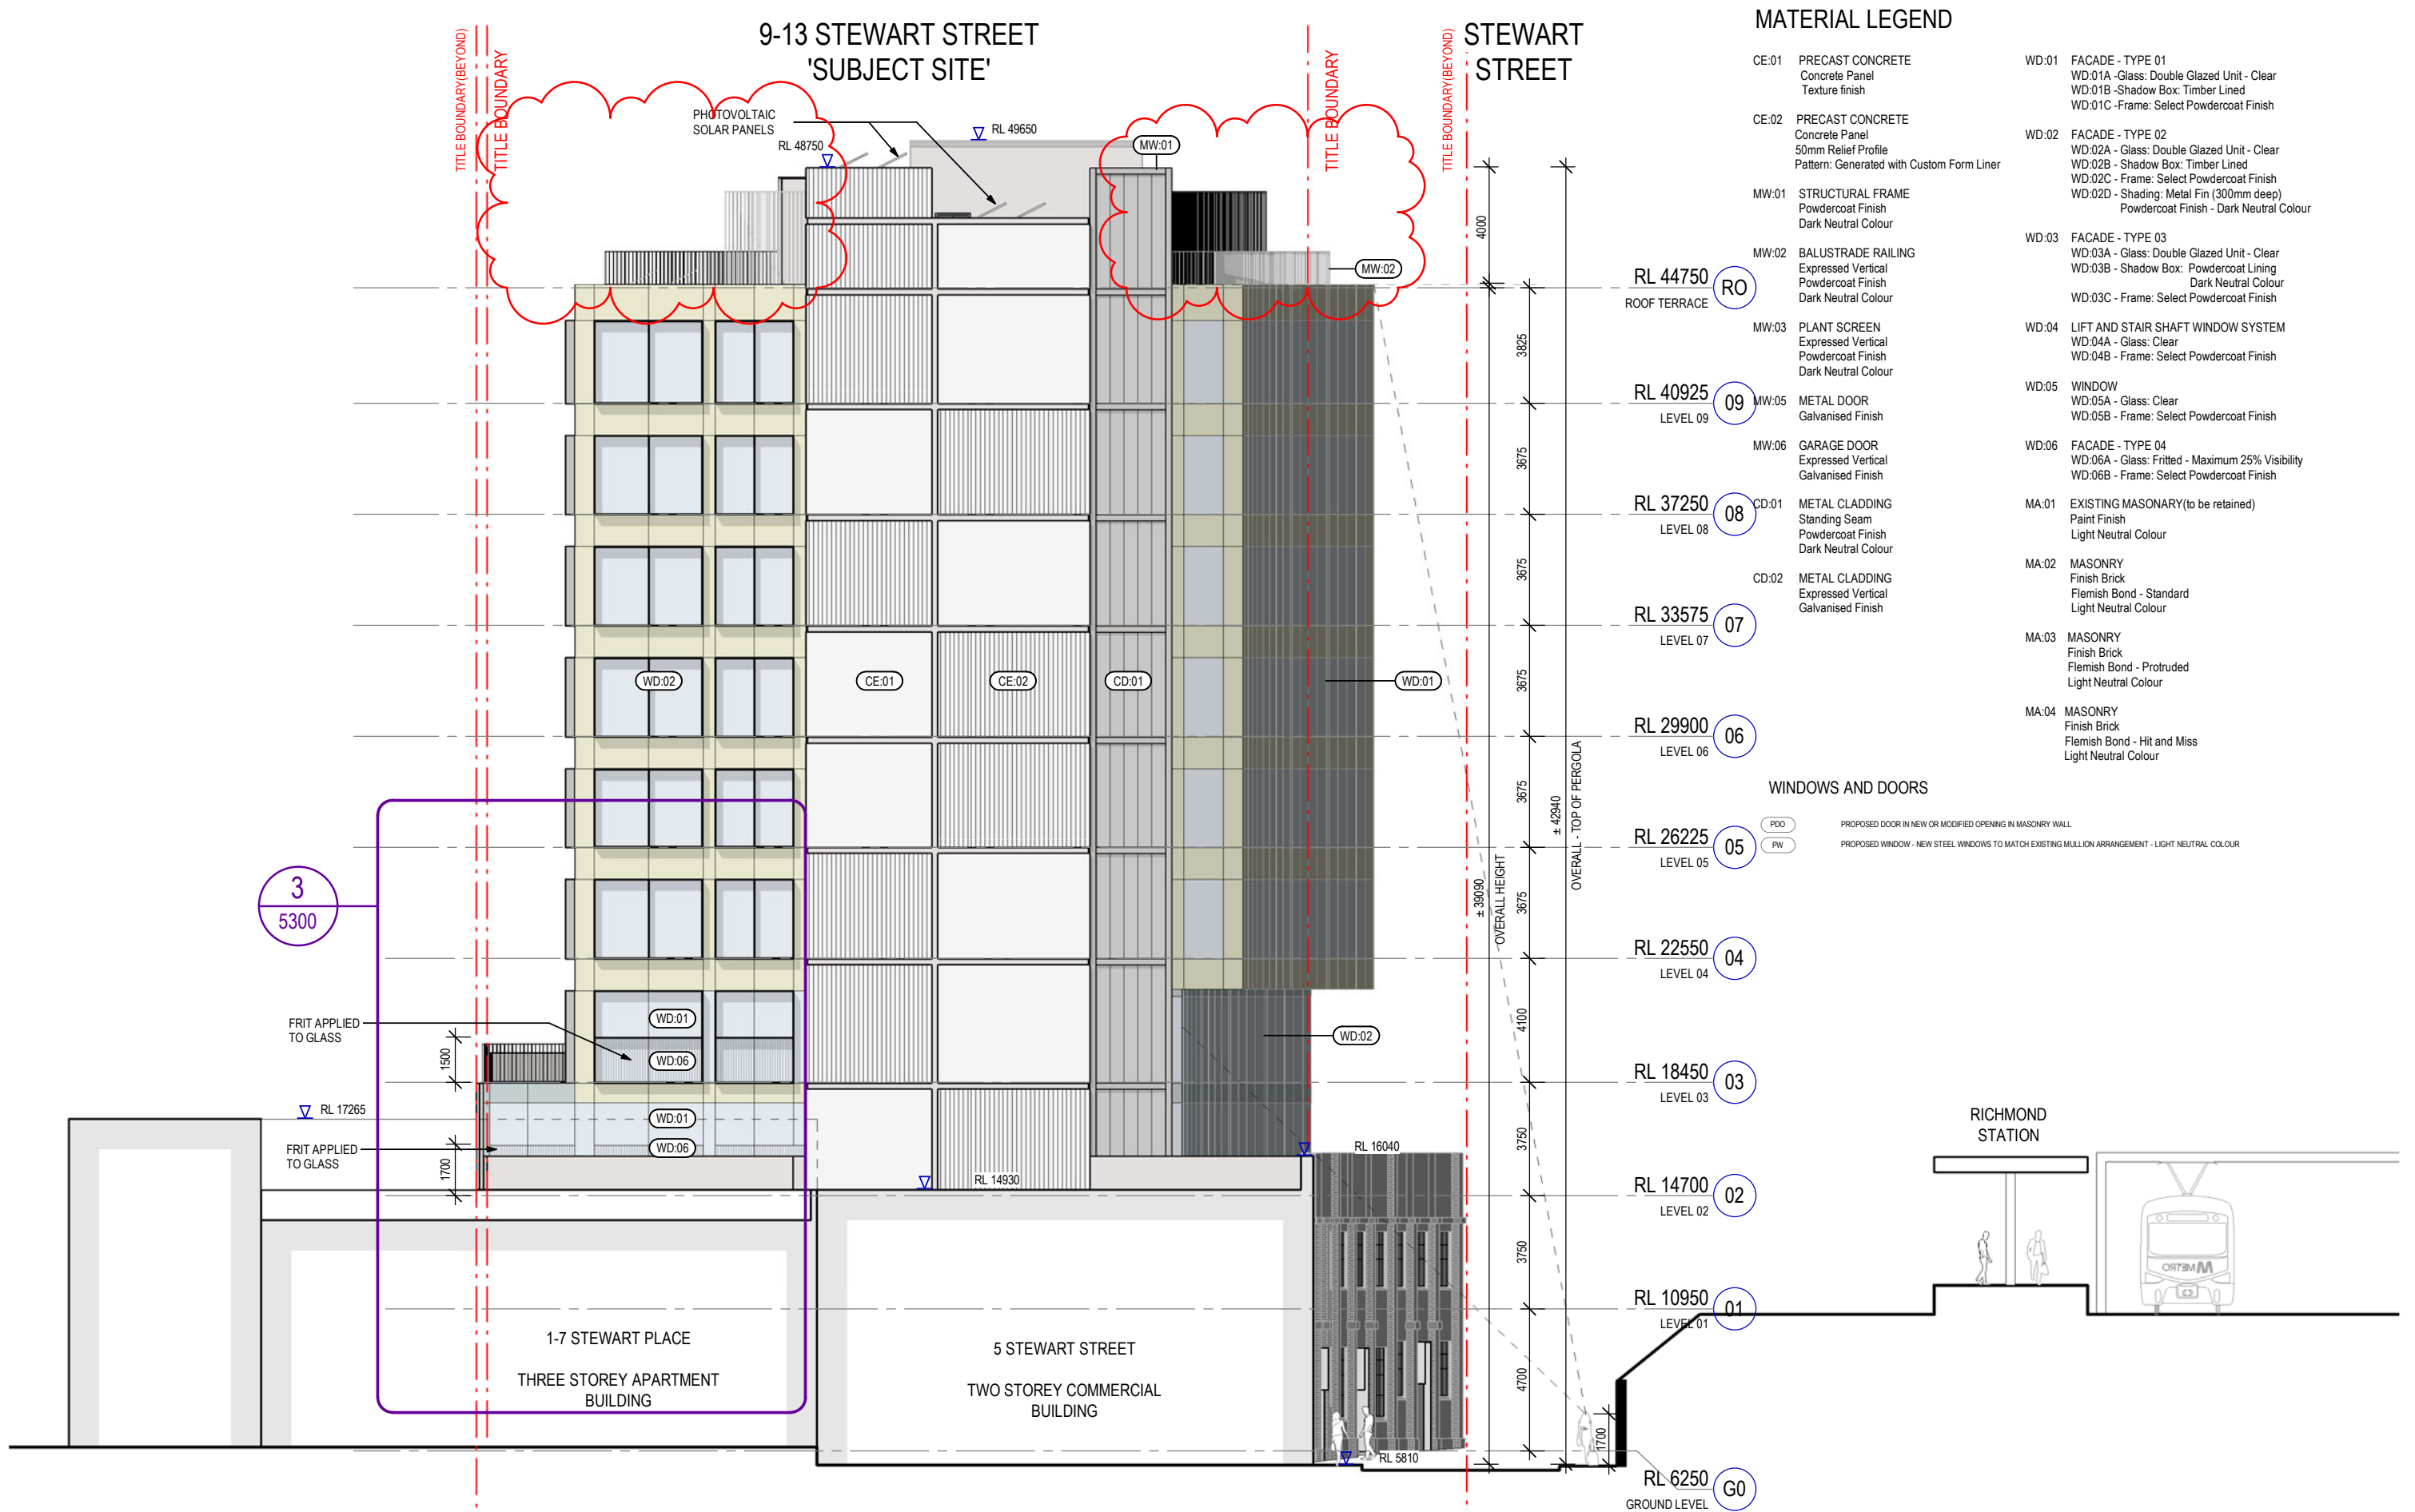 9-13 STEWART STREET
'SUBJECT SITE'
STEWART
STREET
TITLE BOUNDARY(BEYOND)
TITLE BOUNDARY
TITLE BOUNDARY
TITLE BOUNDARY(BEYOND)
PHOTOVOLTAIC
SOLAR PANELS
RL 48750
RL 49650
MW:01
MW:02
WD:02
CE:01
CE:02
CD:01
WD:01
WD:02
WD:01
WD:06
WD:01
WD:06
3
5300
FRIT APPLIED
TO GLASS
1500
RL 17265
FRIT APPLIED
TO GLASS
1700
RL 14930
RL 16040
RL 5810
1-7 STEWART PLACE
THREE STOREY APARTMENT
BUILDING
5 STEWART STREET
TWO STOREY COMMERCIAL
BUILDING
4000
3825
3675
3675
3675
3675
3675
3675
4100
3750
3750
4700
1700
± 39090
OVERALL HEIGHT
± 42940
OVERALL - TOP OF PERGOLA
RL 44750
RO
ROOF TERRACE
RL 40925
09
LEVEL 09
RL 37250
08
LEVEL 08
RL 33575
07
LEVEL 07
RL 29900
06
LEVEL 06
RL 26225
05
LEVEL 05
RL 22550
04
LEVEL 04
RL 18450
03
LEVEL 03
RL 14700
02
LEVEL 02
RL 10950
01
LEVEL 01
RL 6250
G0
GROUND LEVEL
RICHMOND
STATION
METRO
MATERIAL LEGEND
CE:01 PRECAST CONCRETE
Concrete Panel
Texture finish
CE:02 PRECAST CONCRETE
Concrete Panel
50mm Relief Profile
Pattern: Generated with Custom Form Liner
MW:01 STRUCTURAL FRAME
Powdercoat Finish
Dark Neutral Colour
MW:02 BALUSTRADE RAILING
Expressed Vertical
Powdercoat Finish
Dark Neutral Colour
MW:03 PLANT SCREEN
Expressed Vertical
Powdercoat Finish
Dark Neutral Colour
MW:05 METAL DOOR
Galvanised Finish
MW:06 GARAGE DOOR
Expressed Vertical
Galvanised Finish
CD:01 METAL CLADDING
Standing Seam
Powdercoat Finish
Dark Neutral Colour
CD:02 METAL CLADDING
Expressed Vertical
Galvanised Finish
WD:01 FACADE - TYPE 01
WD:01A -Glass: Double Glazed Unit - Clear
WD:01B -Shadow Box: Timber Lined
WD:01C -Frame: Select Powdercoat Finish
WD:02 FACADE - TYPE 02
WD:02A - Glass: Double Glazed Unit - Clear
WD:02B - Shadow Box: Timber Lined
WD:02C - Frame: Select Powdercoat Finish
WD:02D - Shading: Metal Fin (300mm deep)
Powdercoat Finish - Dark Neutral Colour
WD:03 FACADE - TYPE 03
WD:03A - Glass: Double Glazed Unit - Clear
WD:03B - Shadow Box: Powdercoat Lining
Dark Neutral Colour
WD:03C - Frame: Select Powdercoat Finish
WD:04 LIFT AND STAIR SHAFT WINDOW SYSTEM
WD:04A - Glass: Clear
WD:04B - Frame: Select Powdercoat Finish
WD:05 WINDOW
WD:05A - Glass: Clear
WD:05B - Frame: Select Powdercoat Finish
WD:06 FACADE - TYPE 04
WD:06A - Glass: Fritted - Maximum 25% Visibility
WD:06B - Frame: Select Powdercoat Finish
MA:01 EXISTING MASONARY(to be retained)
Paint Finish
Light Neutral Colour
MA:02 MASONRY
Finish Brick
Flemish Bond - Standard
Light Neutral Colour
MA:03 MASONRY
Finish Brick
Flemish Bond - Protruded
Light Neutral Colour
MA:04 MASONRY
Finish Brick
Flemish Bond - Hit and Miss
Light Neutral Colour
WINDOWS AND DOORS
PDO PROPOSED DOOR IN NEW OR MODIFIED OPENING IN MASONRY WALL
PW PROPOSED WINDOW - NEW STEEL WINDOWS TO MATCH EXISTING MULLION ARRANGEMENT - LIGHT NEUTRAL COLOUR